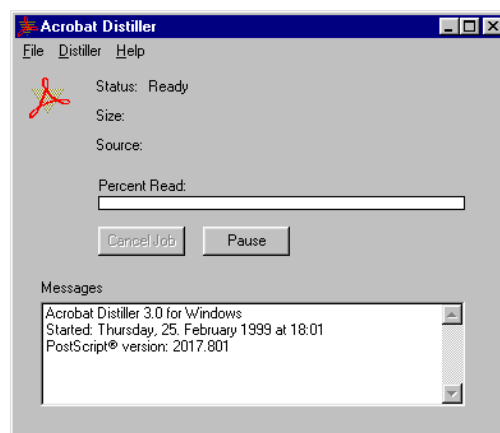 Acrobat Distiller
File Distiller Help
Status: Ready
Size:
Source:
Percent Read:
Cancel Job Pause
Messages
Acrobat Distiller 3.0 for Windows
Started: Thursday, 25. February 1999 at 18:01
PostScript® version: 2017.801